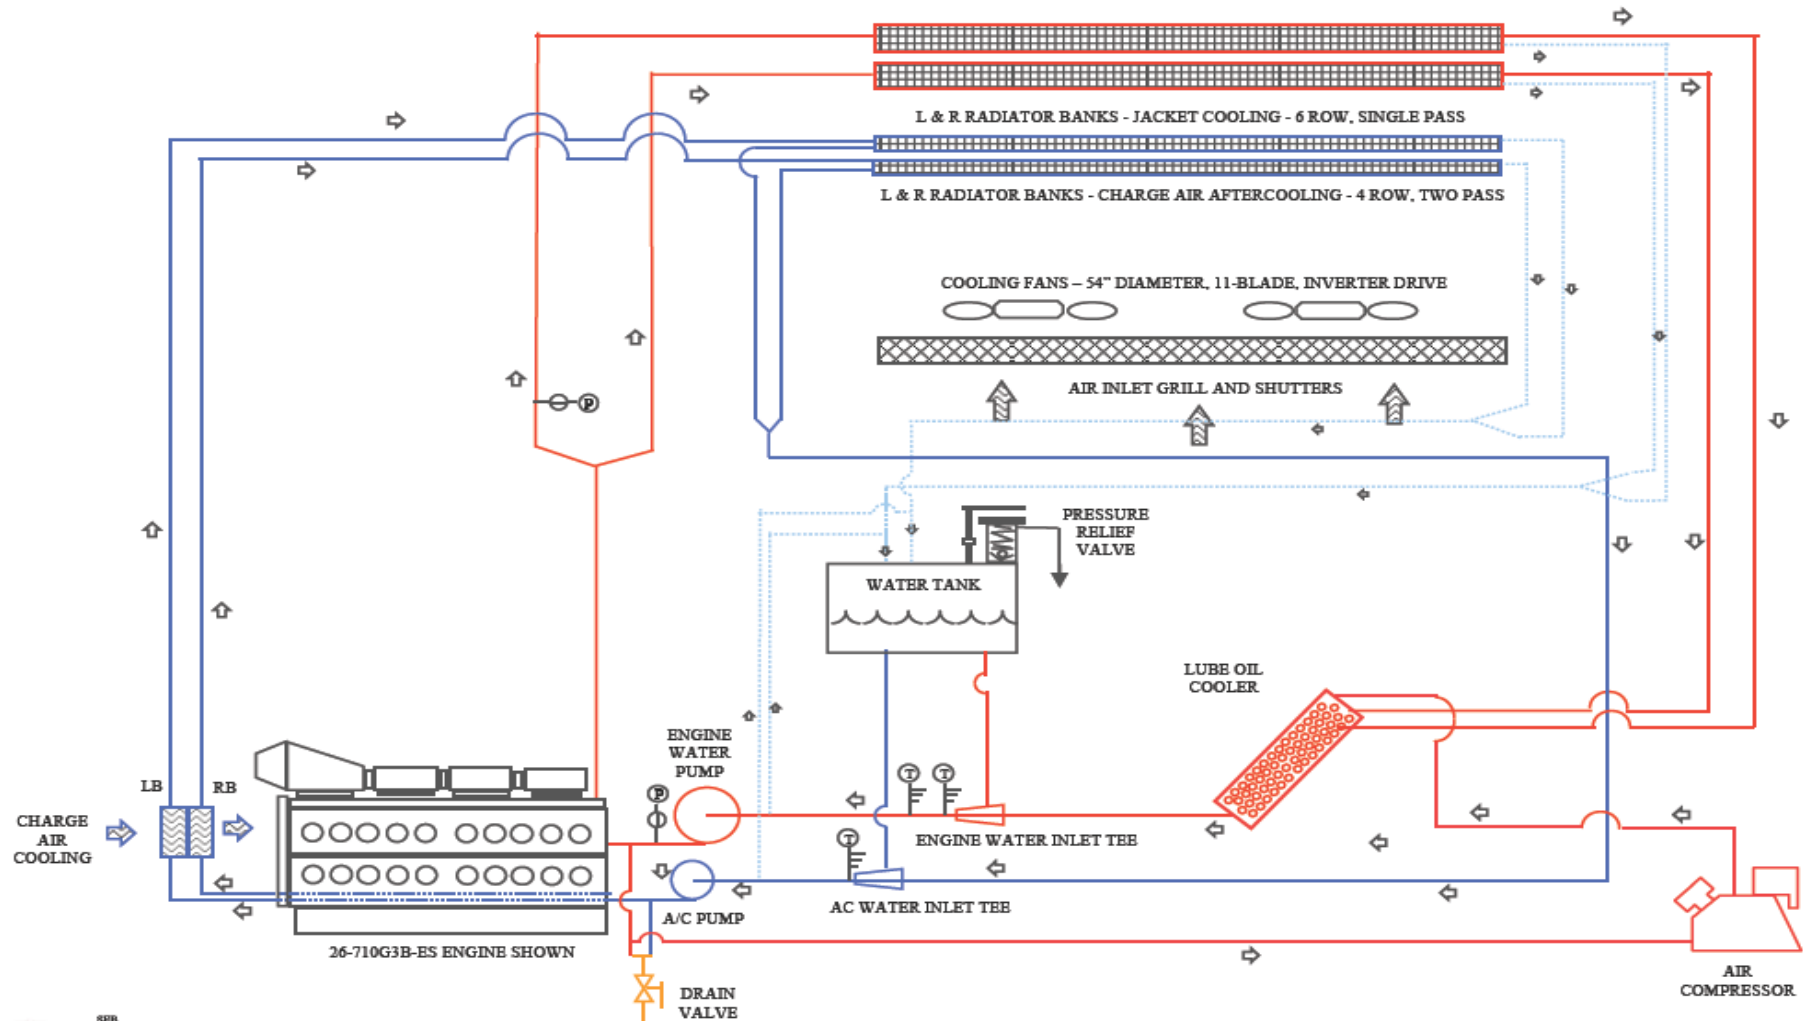 L & R RADIATOR BANKS - JACKET COOLING - 6 ROW, SINGLE PASS
L & R RADIATOR BANKS - CHARGE AIR AFTERCOOLING - 4 ROW, TWO PASS
COOLING FANS – 54" DIAMETER, 11-BLADE, INVERTER DRIVE
AIR INLET GRILL AND SHUTTERS
P
PRESSURE
RELIEF
VALVE
WATER TANK
LUBE OIL
COOLER
ENGINE
WATER
PUMP
LB
RB
P
T
T
CHARGE
AIR
COOLING
ENGINE WATER INLET TEE
T
A/C PUMP
AC WATER INLET TEE
26-710G3B-ES ENGINE SHOWN
AIR
COMPRESSOR
DRAIN
VALVE